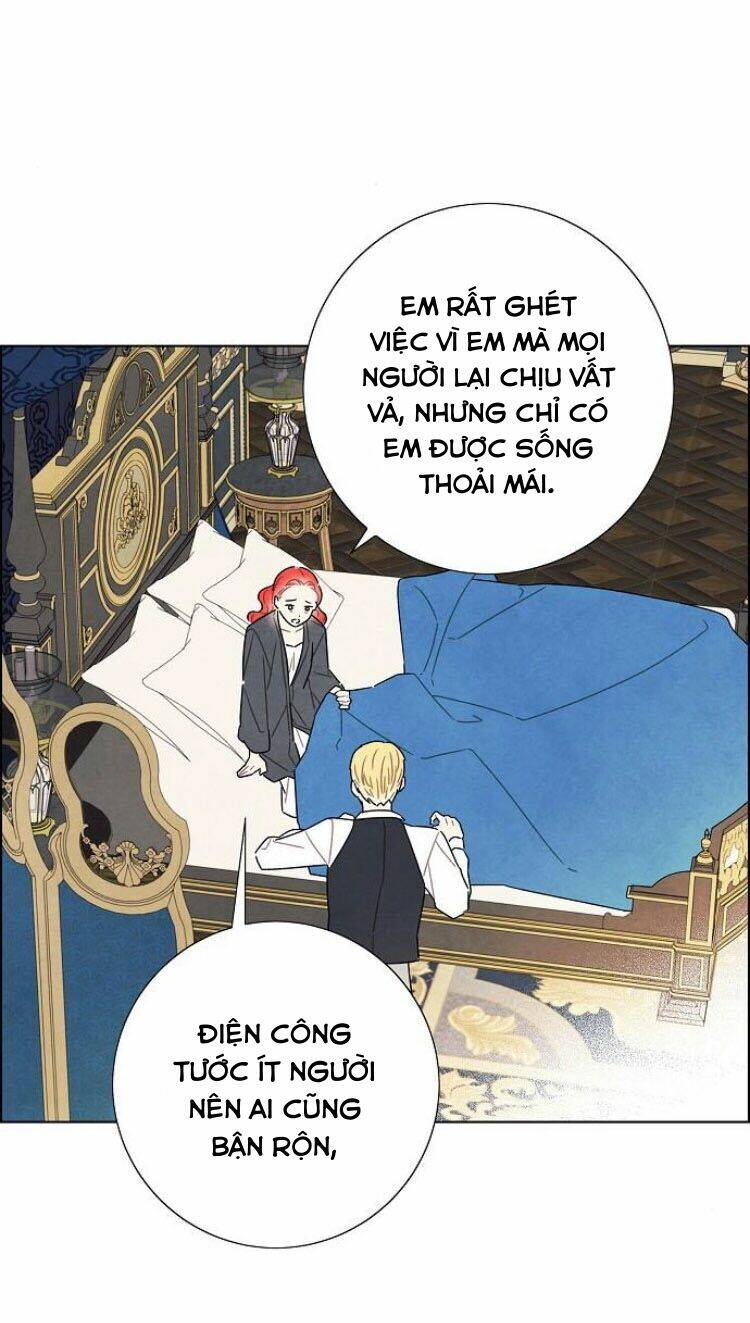 EM RẤT GHÉT
VIỆC VÌ EM MÀ MỌI
NGƯỜI LẠI CHỊU VẤT
VẢ, NHƯNG CHỈ CÓ
EM ĐƯỢC SỐNG
THOẢI MÁI.
ĐIỆN CÔNG
TƯỚC ÍT NGƯỜI
NÊN AI CŨNG
BẬN RỘN,